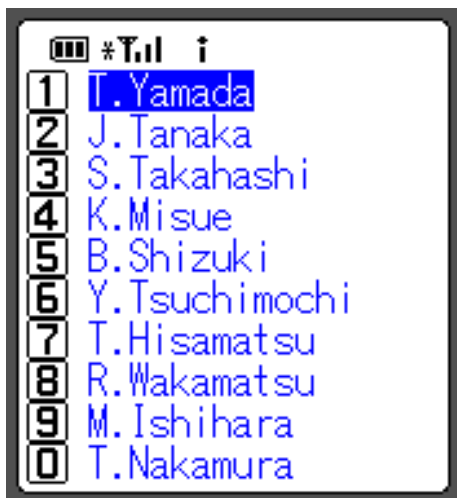 1 T.Yamada
2 J.Tanaka
3 S.Takahashi
4 K.Misue
5 B.Shizuki
6 Y.Tsuchimochi
7 T.Hisamatsu
8 R.Wakamatsu
9 M.Ishihara
0 T.Nakamura